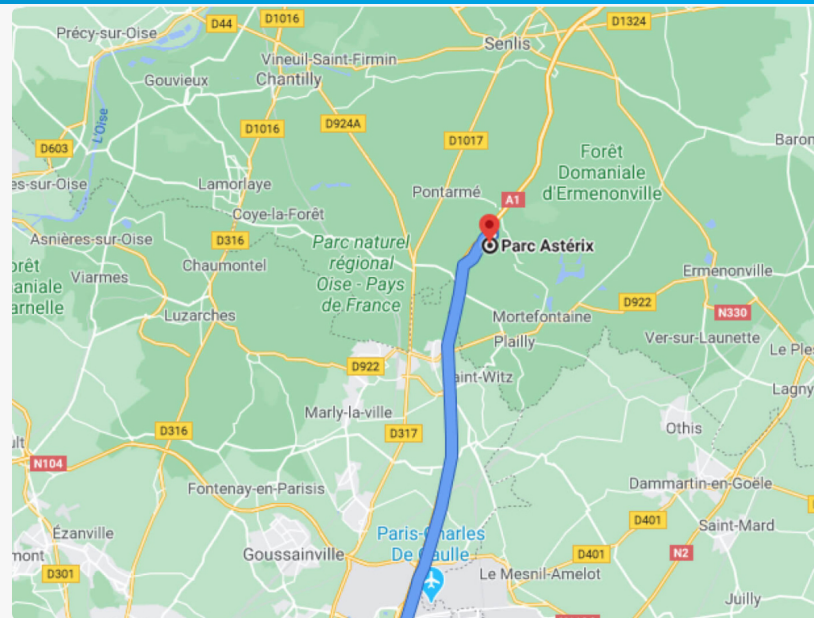 D44
D1016
D1324
Précy-sur-Oise
Senlis
Vineuil-Saint-Firmin
Chantilly
Gouvieux
L'Oise
D1016
D924A
D1017
D603
Baron
Forêt
Domaniale
d'Ermenonville
es-sur-Oise
Lamorlaye
Pontarmé
A1
Coye-la-Forêt
Asnières-sur-Oise
D316
Parc naturel
régional
Oise - Pays
de France
Parc Astérix
orêt
aniale
arnelle
Viarmes
Chaumontel
Ermenonville
D922
N330
Luzarches
Mortefontaine
Plailly
Ver-sur-Launette
Le Ples
D922
aint-Witz
Lagny
Marly-la-ville
D316
D317
Othis
ult
N104
Fontenay-en-Parisis
Dammartin-en-Goële
D401
Saint-Mard
Ézanville
Paris-Charles
De Gaulle
Goussainville
mont
D301
D401
N2
Le Mesnil-Amelot
Juilly